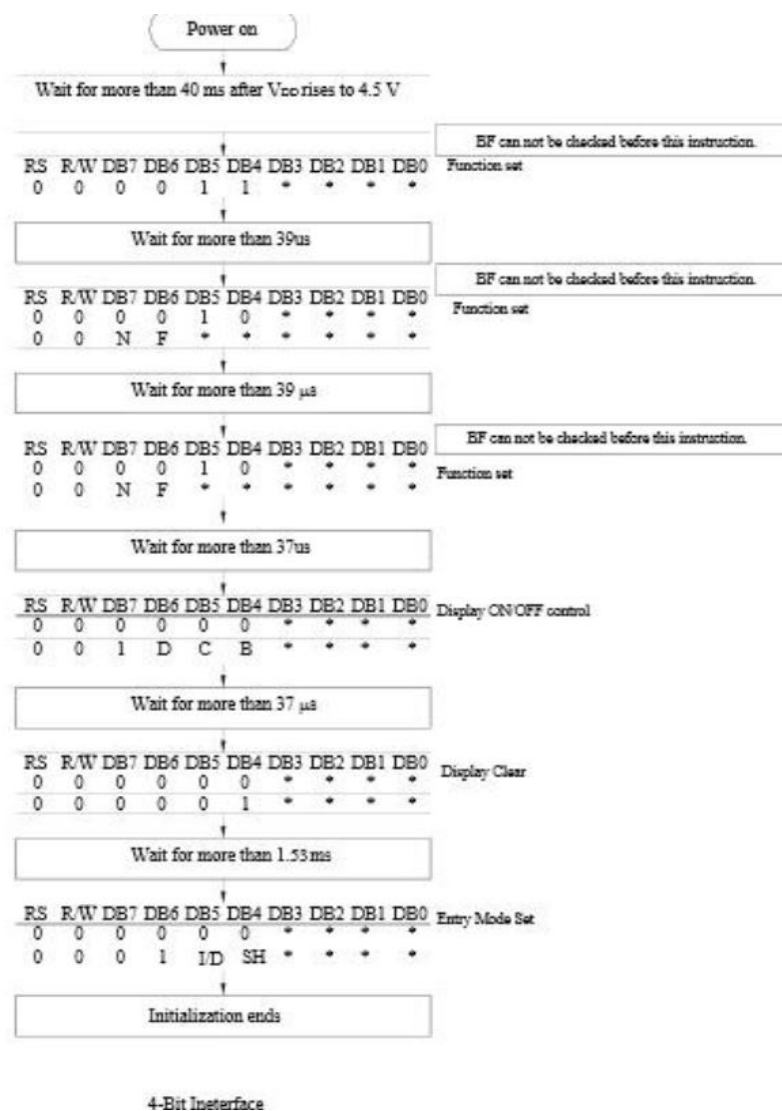 Power on
Wait for more than 40 ms after VDD rises to 4.5 V
BF can not be checked before this instruction.
RS R/W DB7 DB6 DB5 DB4 DB3 DB2 DB1 DB0 Function set
0 0 0 0 1 1 * * * *
Wait for more than 39us
BF can not be checked before this instruction.
RS R/W DB7 DB6 DB5 DB4 DB3 DB2 DB1 DB0
0 0 0 0 1 0 * * * * Function set
0 0 N F * * * * * *
Wait for more than 39 μs
BF can not be checked before this instruction.
RS R/W DB7 DB6 DB5 DB4 DB3 DB2 DB1 DB0
0 0 0 0 1 0 * * * * Function set
0 0 N F * * * * * *
Wait for more than 37us
RS R/W DB7 DB6 DB5 DB4 DB3 DB2 DB1 DB0 Display ON/OFF control
0 0 0 0 0 0 * * * *
0 0 1 D C B * * * *
Wait for more than 37 μs
RS R/W DB7 DB6 DB5 DB4 DB3 DB2 DB1 DB0 Display Clear
0 0 0 0 0 0 * * * *
0 0 0 0 0 1 * * * *
Wait for more than 1.53ms
RS R/W DB7 DB6 DB5 DB4 DB3 DB2 DB1 DB0 Entry Mode Set
0 0 0 0 0 0 * * * *
0 0 0 1 I/D SH * * * *
Initialization ends
4-Bit Ineterface